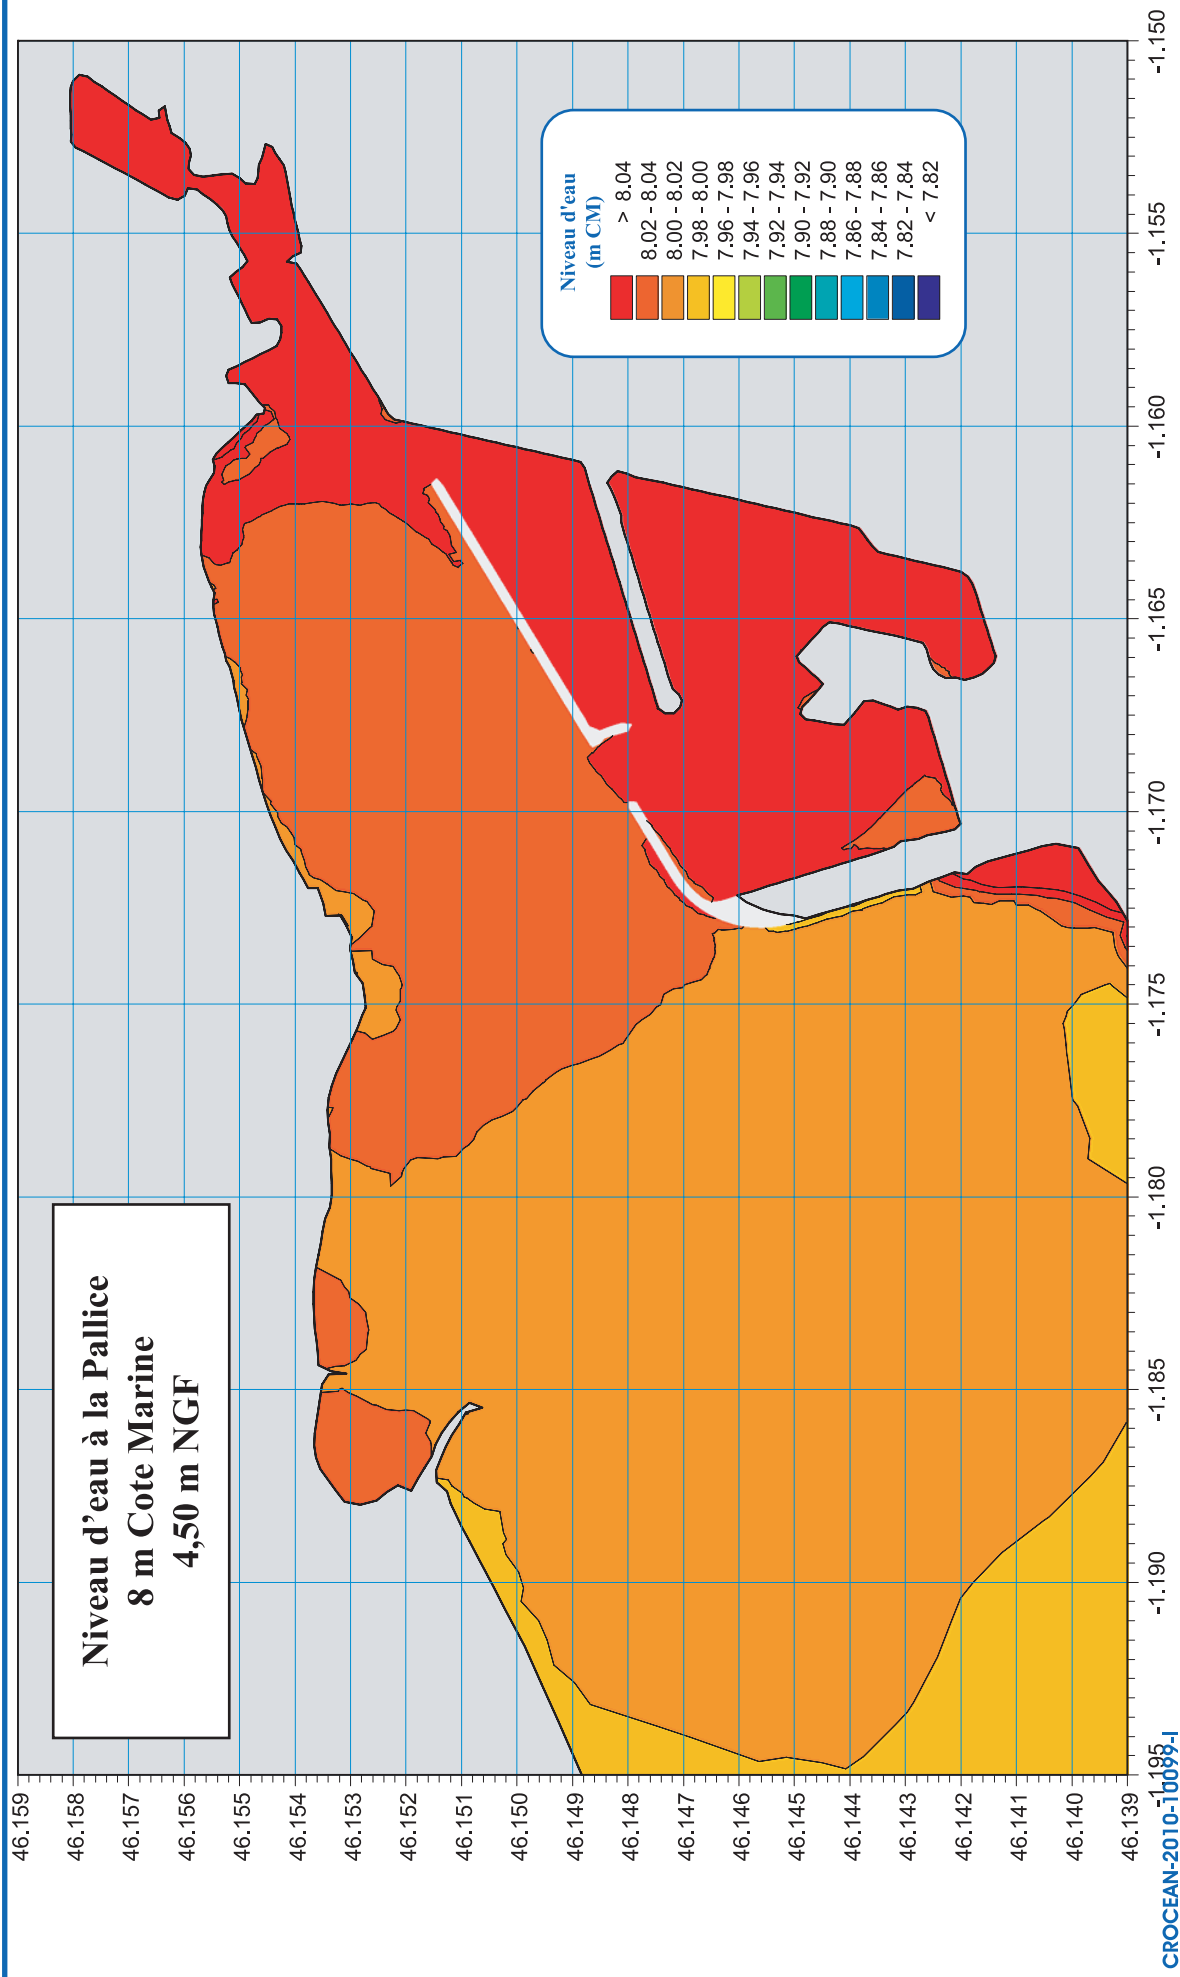 Niveau d'eau à la Pallice
8 m Cote Marine
4,50 m NGF
Niveau d'eau
(m CM)
> 8.04
8.02 - 8.04
8.00 - 8.02
7.98 - 8.00
7.96 - 7.98
7.94 - 7.96
7.92 - 7.94
7.90 - 7.92
7.88 - 7.90
7.86 - 7.88
7.84 - 7.86
7.82 - 7.84
< 7.82
46.159
46.158
46.157
46.156
46.155
46.154
46.153
46.152
46.151
46.150
46.149
46.148
46.147
46.146
46.145
46.144
46.143
46.142
46.141
46.140
46.139
-1.195
-1.190
-1.185
-1.180
-1.175
-1.170
-1.165
-1.160
-1.155
-1.150
CROCEAN-2010-10099-I